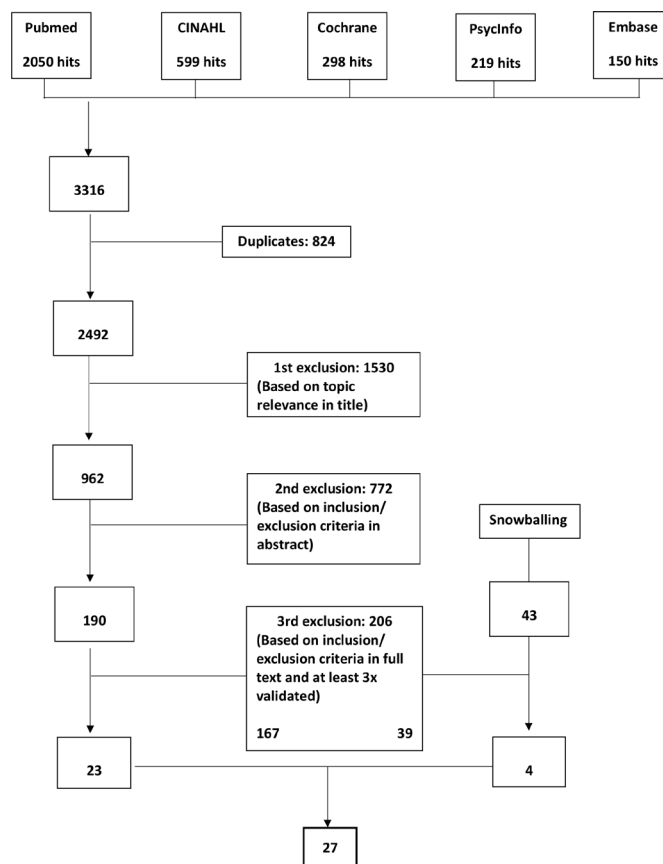 Pubmed
2050 hits
CINAHL
599 hits
Cochrane
298 hits
PsycInfo
219 hits
Embase
150 hits
3316
Duplicates: 824
2492
1st exclusion: 1530
(Based on topic
relevance in title)
962
2nd exclusion: 772
(Based on inclusion/
exclusion criteria in
abstract)
Snowballing
190
43
3rd exclusion: 206
(Based on inclusion/
exclusion criteria in full
text and at least 3x
validated)
167 39
23
4
27